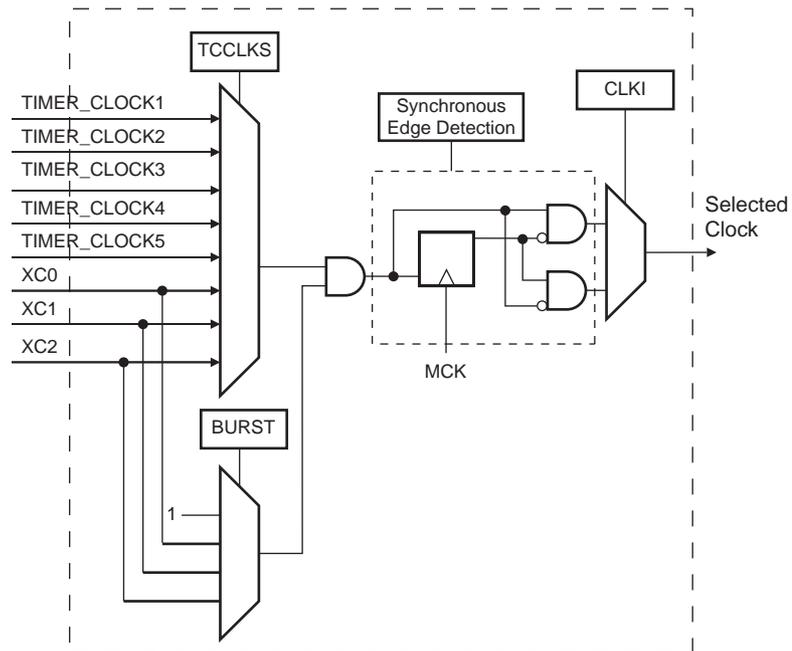 TCCLKS
TIMER_CLOCK1
TIMER_CLOCK2
TIMER_CLOCK3
TIMER_CLOCK4
TIMER_CLOCK5
XC0
XC1
XC2
Synchronous
Edge Detection
CLKI
Selected
Clock
MCK
BURST
1